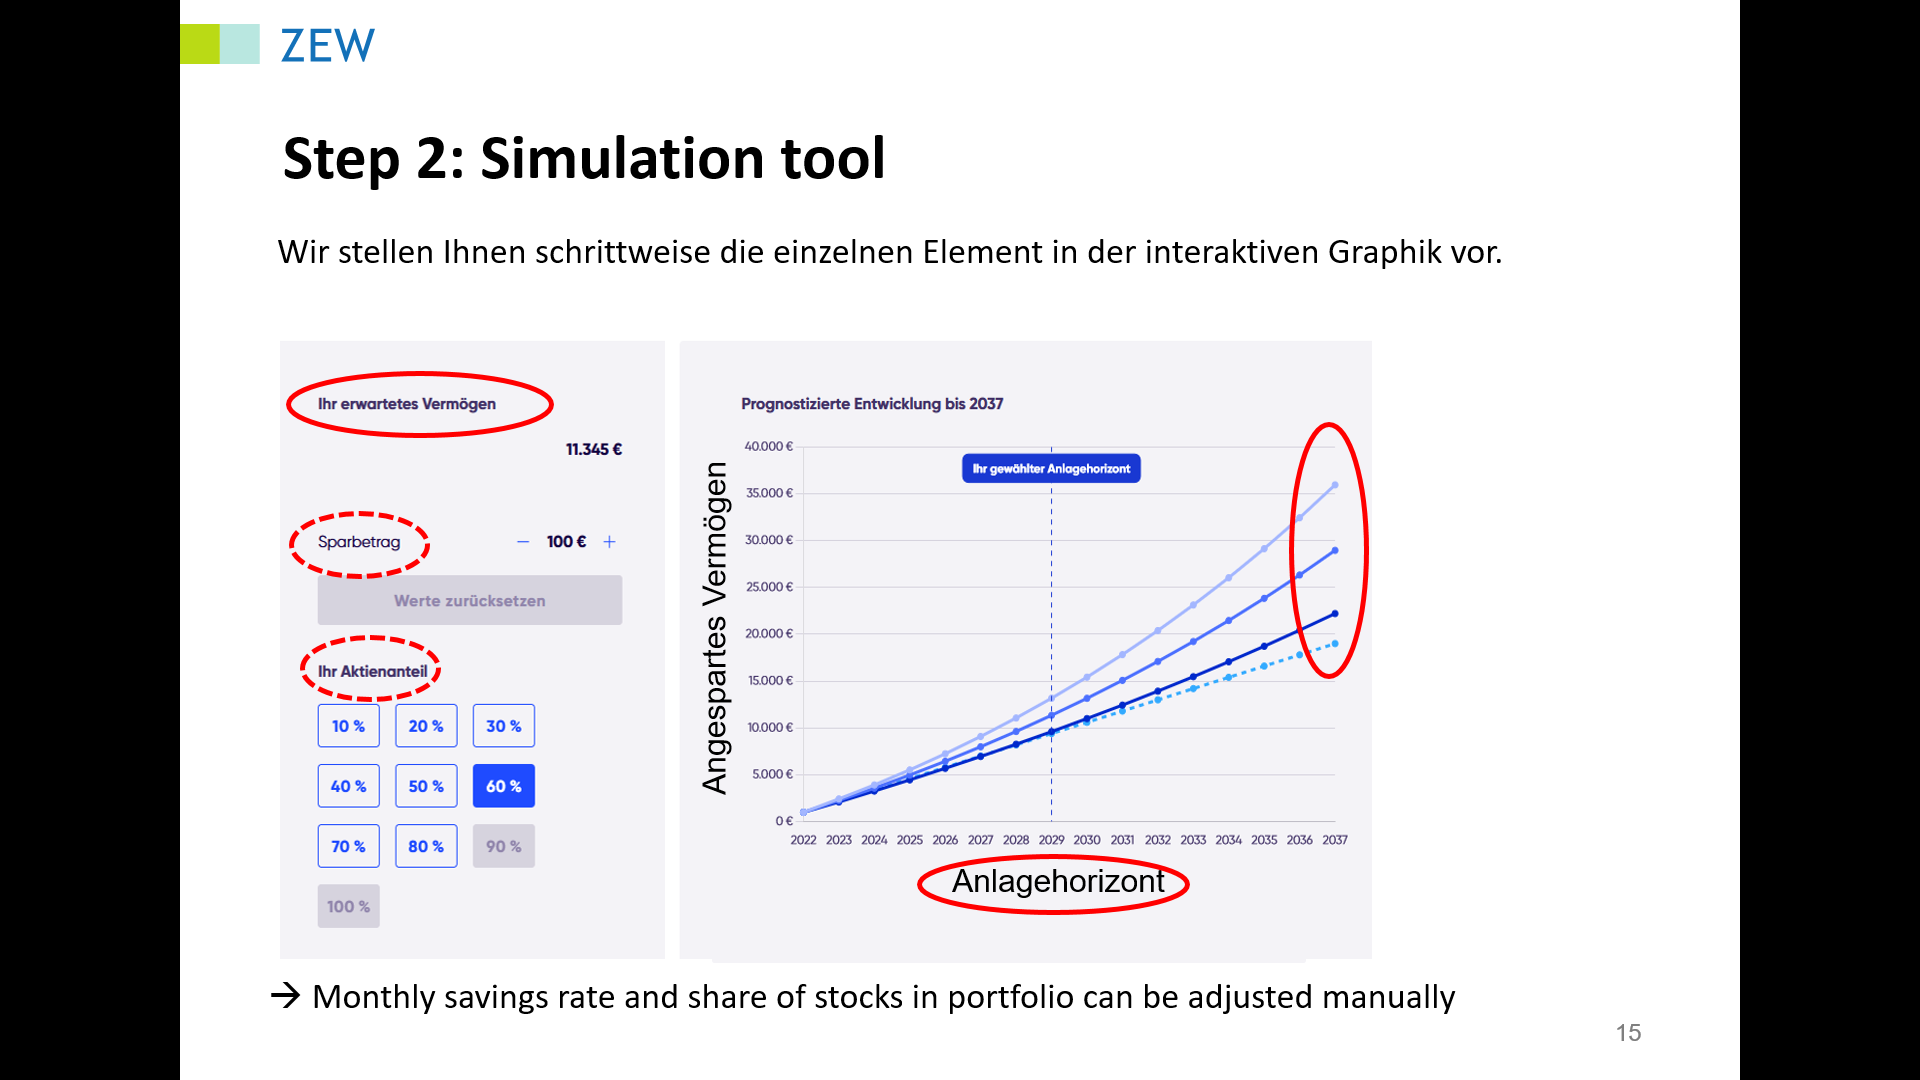 ZEW
Step 2: Simulation tool
Wir stellen Ihnen schrittweise die einzelnen Element in der interaktiven Graphik vor.
Ihr erwartetes Vermögen
11.345 €
Sparbetrag
− 100 € +
Werte zurücksetzen
Ihr Aktienanteil
10 % 20 % 30 %
40 % 50 % 60 %
70 % 80 % 90 %
100 %
Prognostizierte Entwicklung bis 2037
Angespartes Vermögen
40.000 €
Ihr gewählter Anlagehorizont
35.000 €
30.000 €
25.000 €
20.000 €
15.000 €
10.000 €
5.000 €
0 €
2022 2023 2024 2025 2026 2027 2028 2029 2030 2031 2032 2033 2034 2035 2036 2037
Anlagehorizont
→ Monthly savings rate and share of stocks in portfolio can be adjusted manually
15